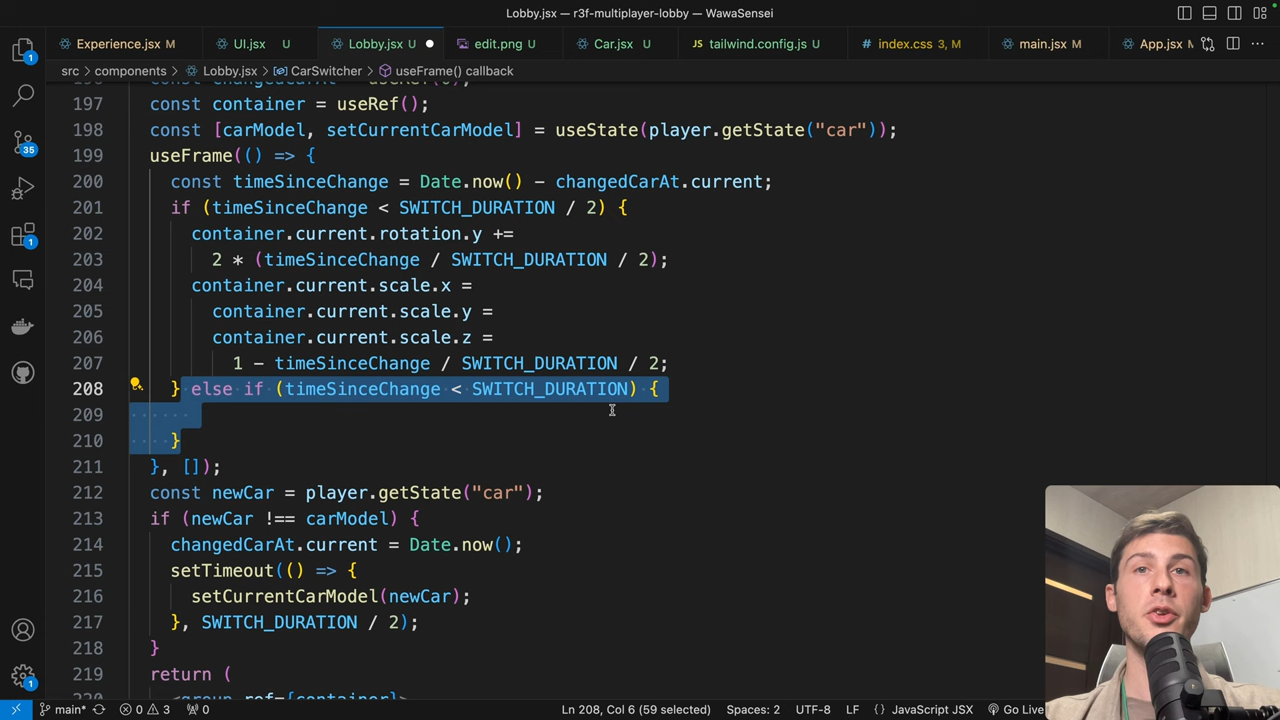 Lobby.jsx — r3f-multiplayer-lobby — WawaSensei
Experience.jsx M
UI.jsx U
Lobby.jsx U
edit.png U
Car.jsx U
tailwind.config.js U
index.css 3, M
main.jsx M
App.jsx M
src > components > Lobby.jsx > CarSwitcher > useFrame() callback
197 const container = useRef();
198 const [carModel, setCurrentCarModel] = useState(player.getState("car"));
199 useFrame(() => {
200 const timeSinceChange = Date.now() - changedCarAt.current;
201 if (timeSinceChange < SWITCH_DURATION / 2) {
202 container.current.rotation.y +=
203 2 * (timeSinceChange / SWITCH_DURATION / 2);
204 container.current.scale.x =
205 container.current.scale.y =
206 container.current.scale.z =
207 1 - timeSinceChange / SWITCH_DURATION / 2;
208 } else if (timeSinceChange < SWITCH_DURATION) {
209
210 }
211 }, []);
212 const newCar = player.getState("car");
213 if (newCar !== carModel) {
214 changedCarAt.current = Date.now();
215 setTimeout(() => {
216 setCurrentCarModel(newCar);
217 }, SWITCH_DURATION / 2);
218 }
219 return (
220 <group ref={container}>
1
35
1
1
main* 0 3 0 Ln 208, Col 6 (59 selected) Spaces: 2 UTF-8 LF {} JavaScript JSX Go Live